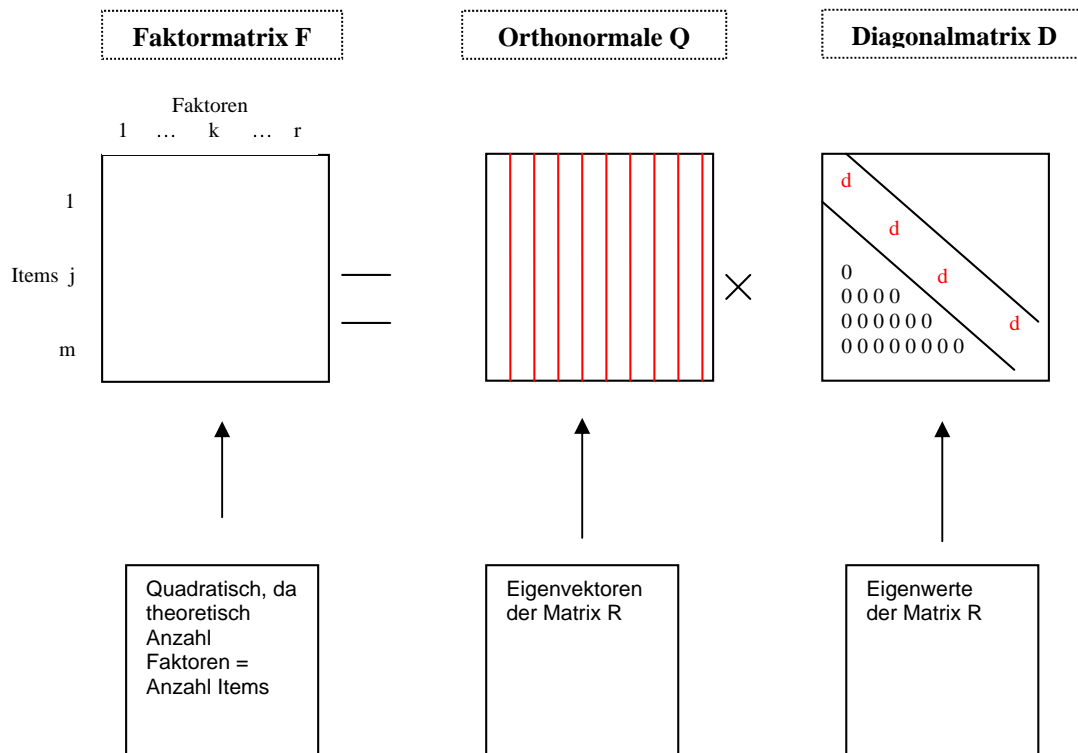 Faktormatrix F
Orthonormale Q
Diagonalmatrix D
Faktoren
1 … k … r
1
Items j
m
d
d
d
d
0
0 0 0 0
0 0 0 0 0 0
0 0 0 0 0 0 0 0
Quadratisch, da
theoretisch
Anzahl
Faktoren =
Anzahl Items
Eigenvektoren
der Matrix R
Eigenwerte
der Matrix R